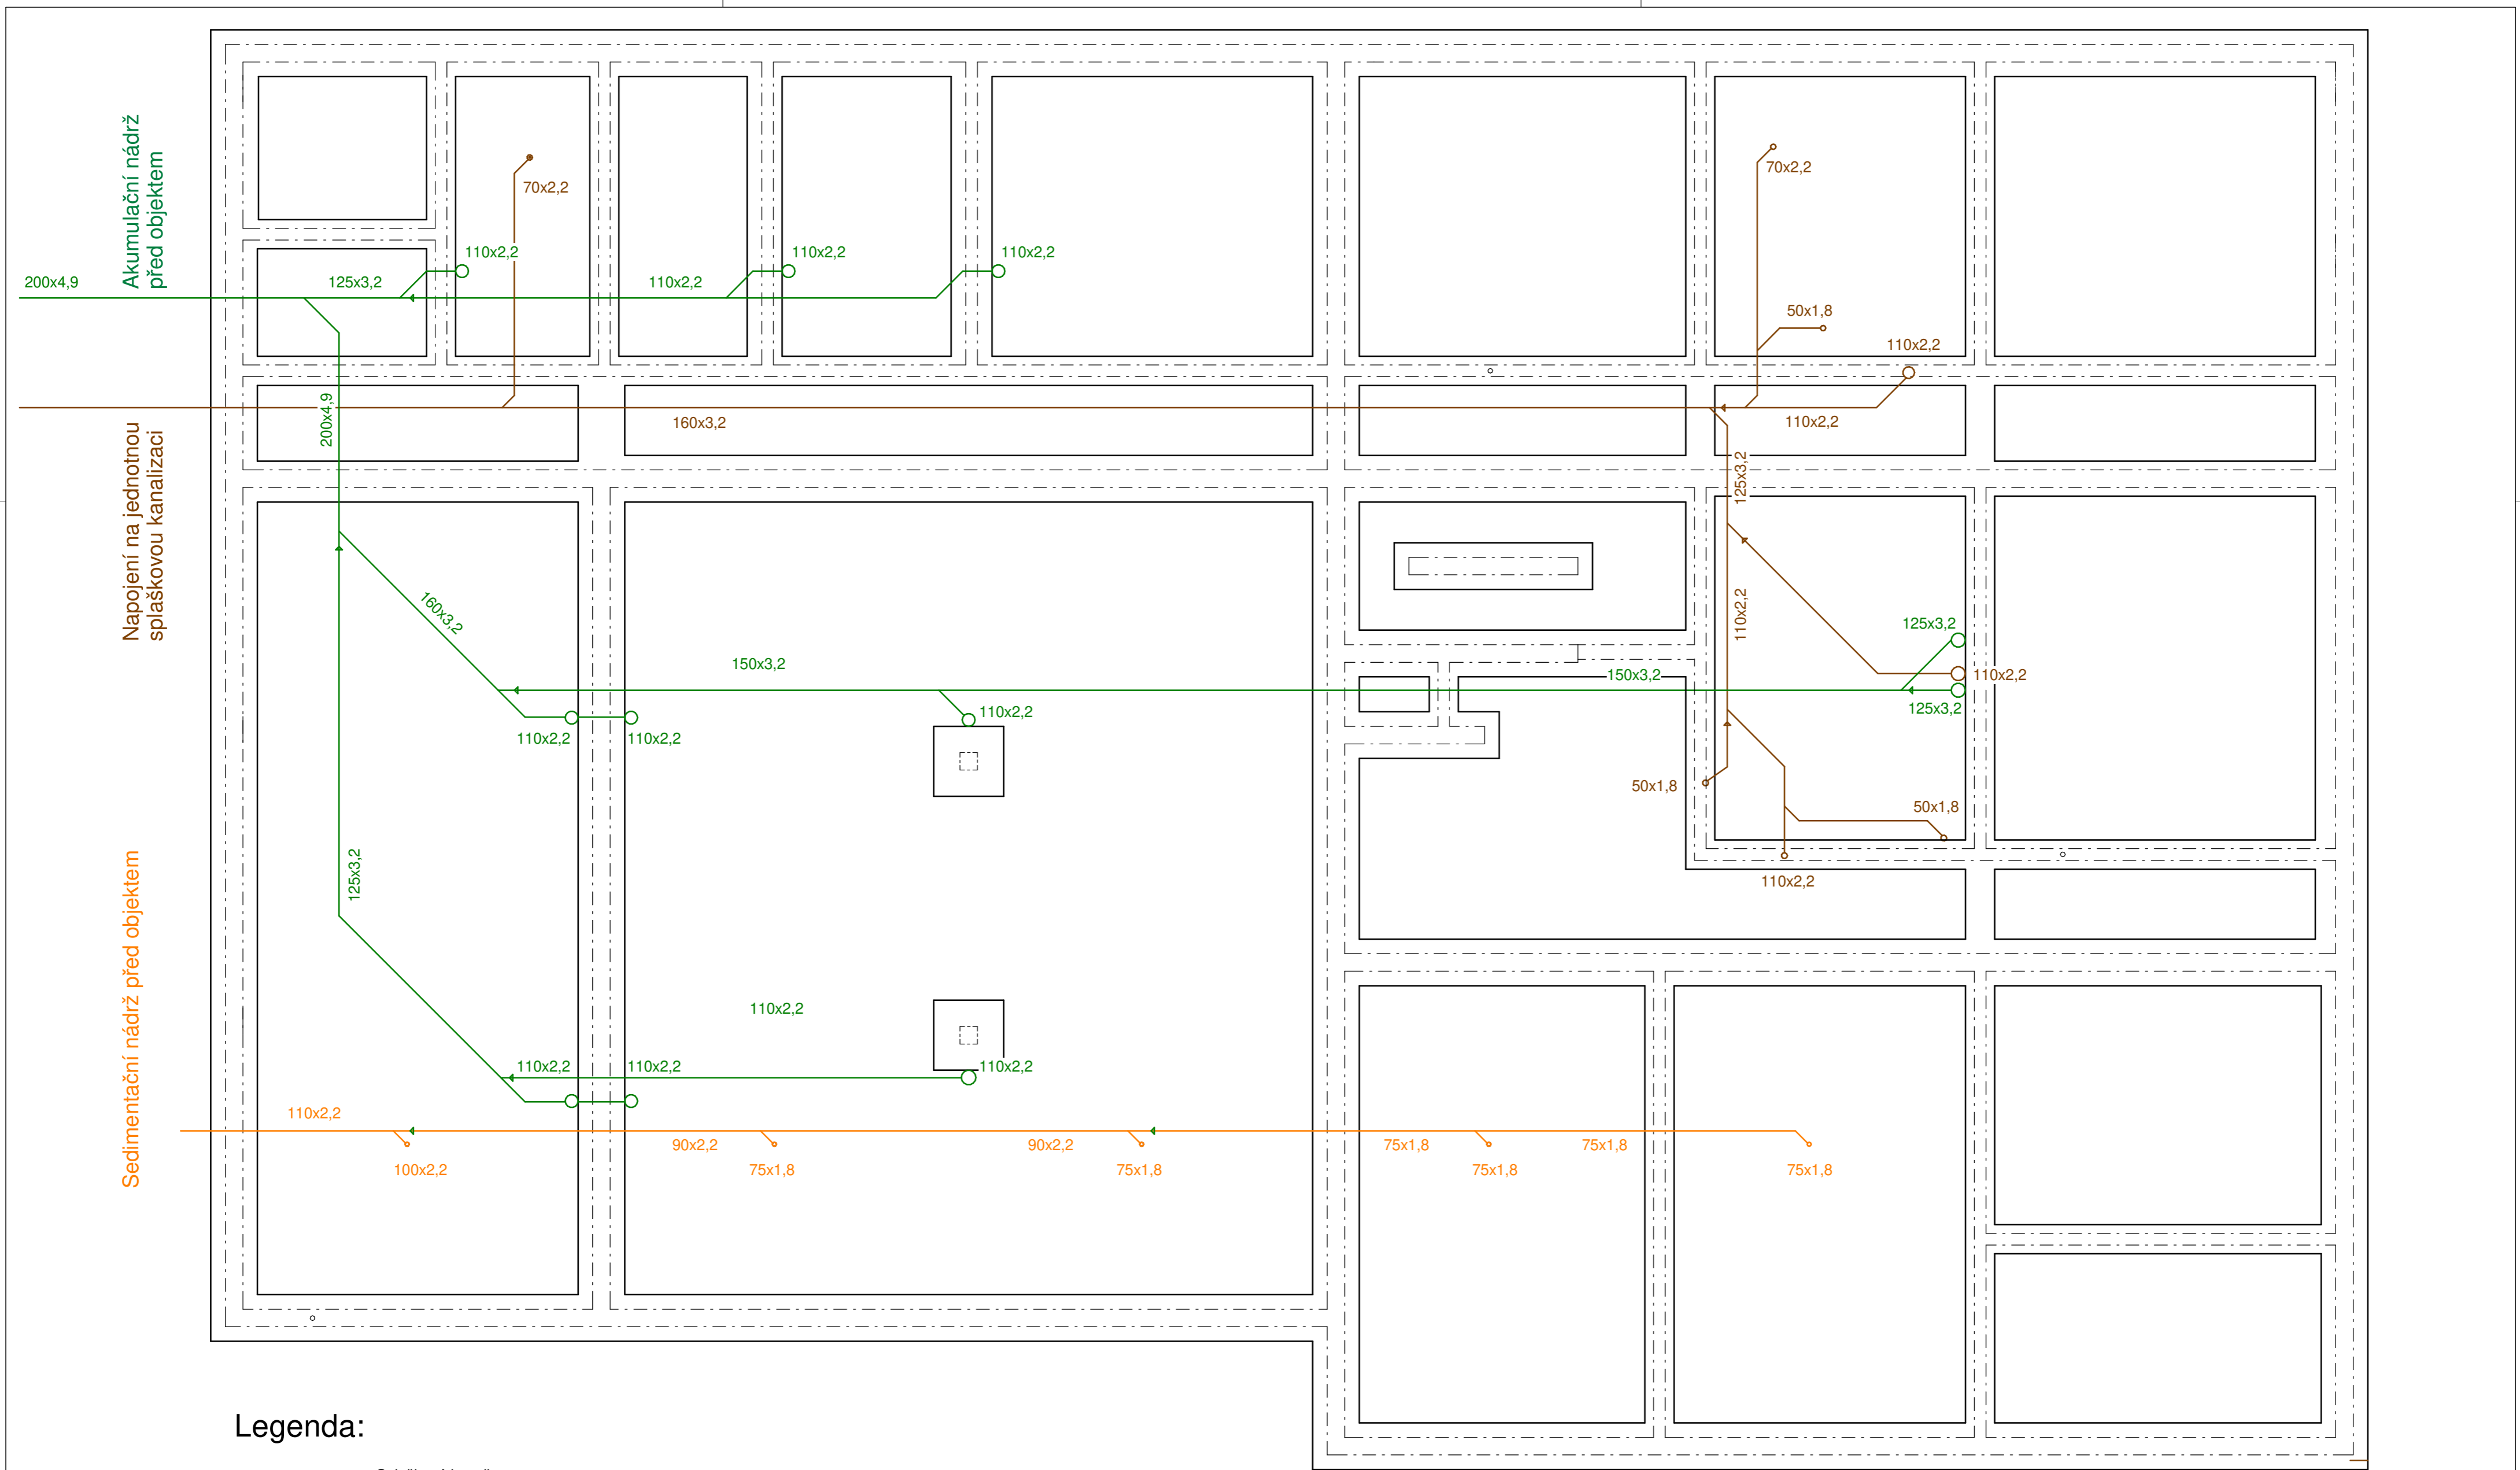 Akumulační nádrž
před objektem
200x4,9
125x3,2
110x2,2
70x2,2
110x2,2
110x2,2
110x2,2
70x2,2
50x1,8
110x2,2
110x2,2
200x4,9
160x3,2
Napojení na jednotnou
splaškovou kanalizaci
125x3,2
110x2,2
160x3,2
150x3,2
150x3,2
125x3,2
110x2,2
125x3,2
110x2,2
110x2,2
110x2,2
50x1,8
50x1,8
110x2,2
125x3,2
110x2,2
110x2,2
110x2,2
110x2,2
Sedimentační nádrž před objektem
110x2,2
90x2,2
90x2,2
75x1,8
75x1,8
100x2,2
75x1,8
75x1,8
75x1,8
75x1,8
Legenda: